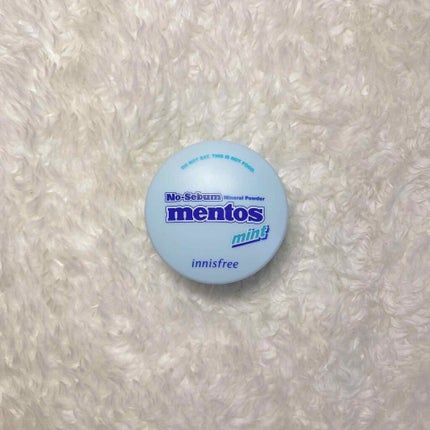 DO NOT EAT. THIS IS NOT FOOD.
No-Sebum Mineral Powder
mentos
mint
innisfree